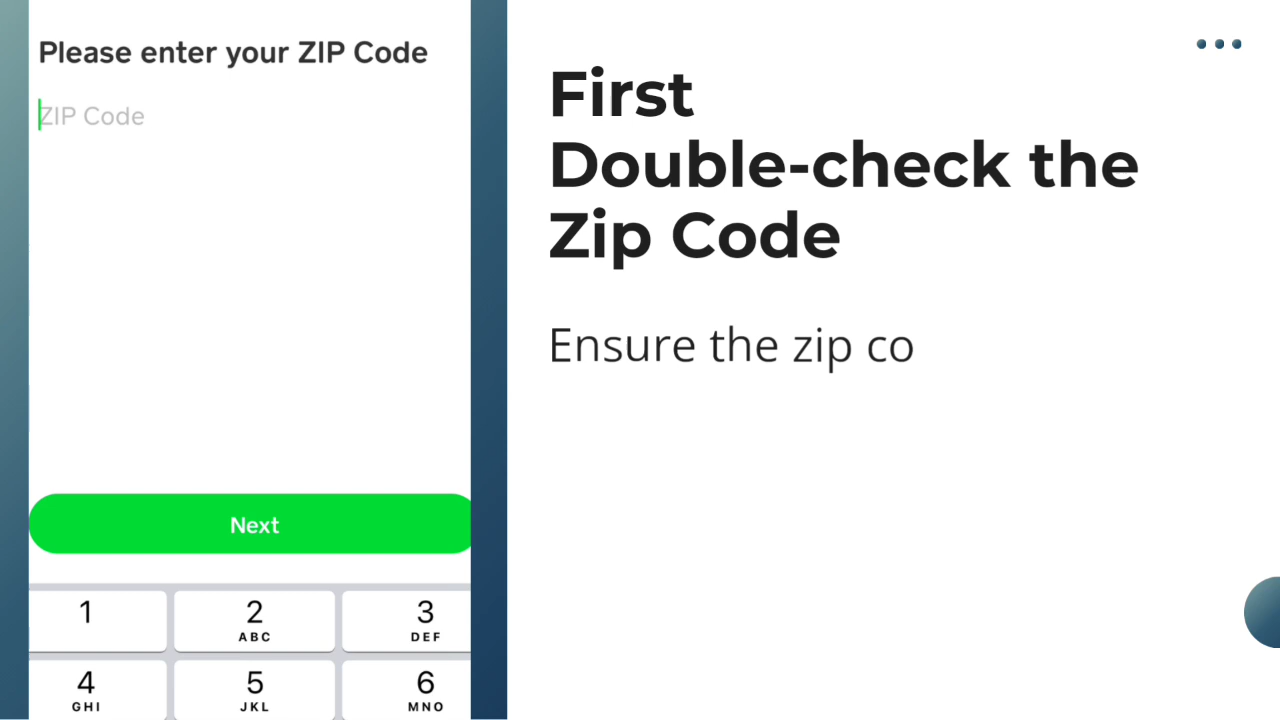 Please enter your ZIP Code
ZIP Code
Next
1
2
ABC
3
DEF
4
GHI
5
JKL
6
MNO
First
Double-check the
Zip Code
Ensure the zip co